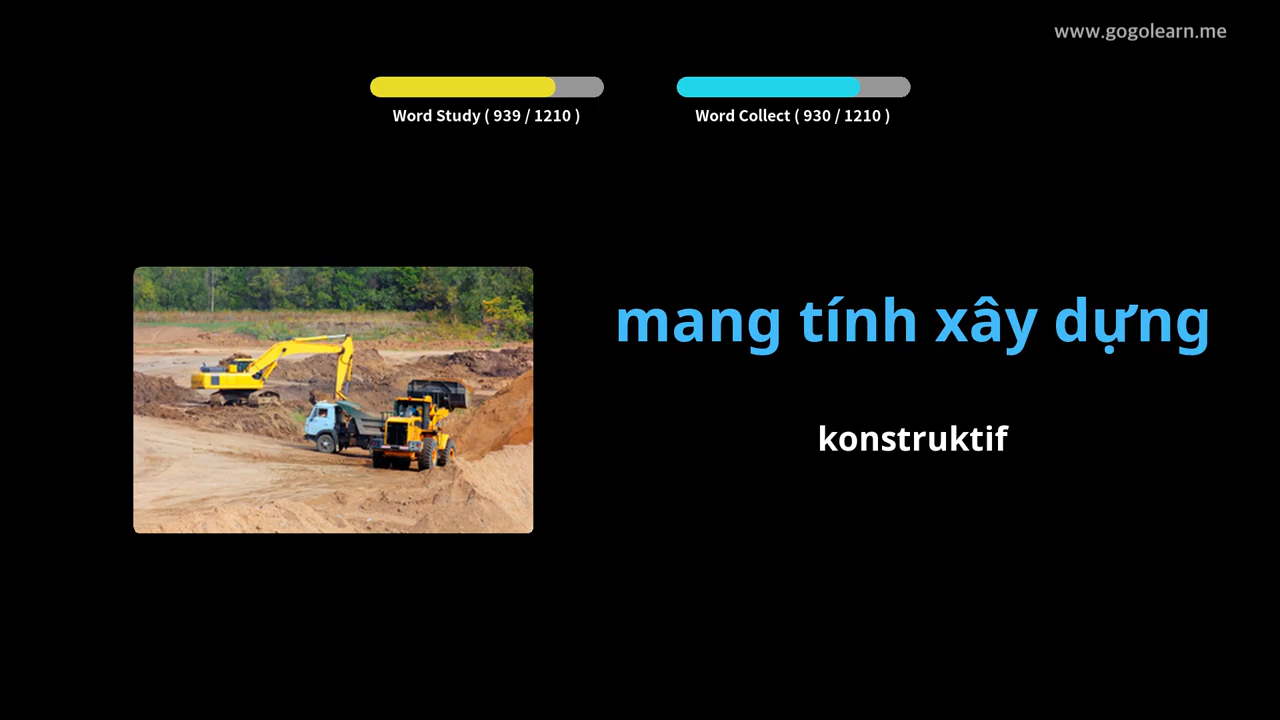 www.gogolearn.me
Word Study ( 939 / 1210 )
Word Collect ( 930 / 1210 )
mang tính xây dựng
konstruktif